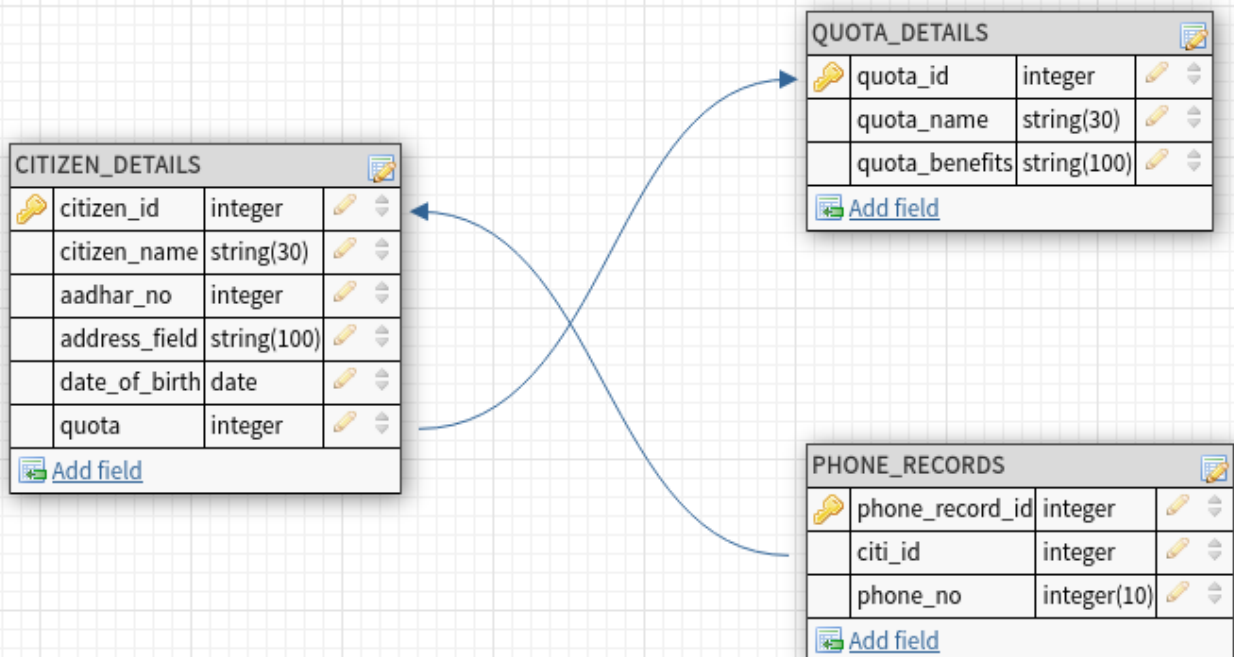 QUOTA_DETAILS
quota_id integer
quota_name string(30)
quota_benefits string(100)
Add field
CITIZEN_DETAILS
citizen_id integer
citizen_name string(30)
aadhar_no integer
address_field string(100)
date_of_birth date
quota integer
Add field
PHONE_RECORDS
phone_record_id integer
citi_id integer
phone_no integer(10)
Add field